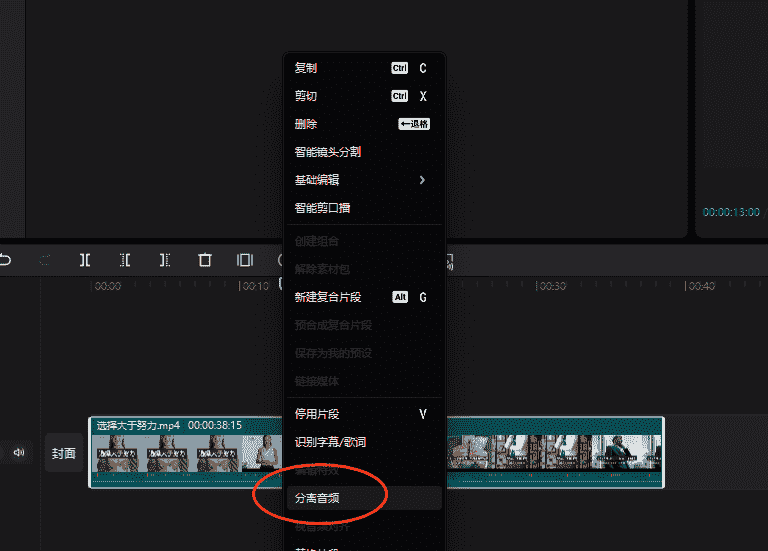 复制 Ctrl C
剪切 Ctrl X
删除 ←退格
智能镜头分割
基础编辑
智能剪口播
创建组合
解除素材包
新建复合片段 Alt G
预合成复合片段
保存为我的预设
链接媒体
停用片段 V
识别字幕/歌词
编辑特效
分离音频
00:00:13:00
00:00
00:10
00:30
00:40
选择大于努力.mp4 00:00:38:15
封面